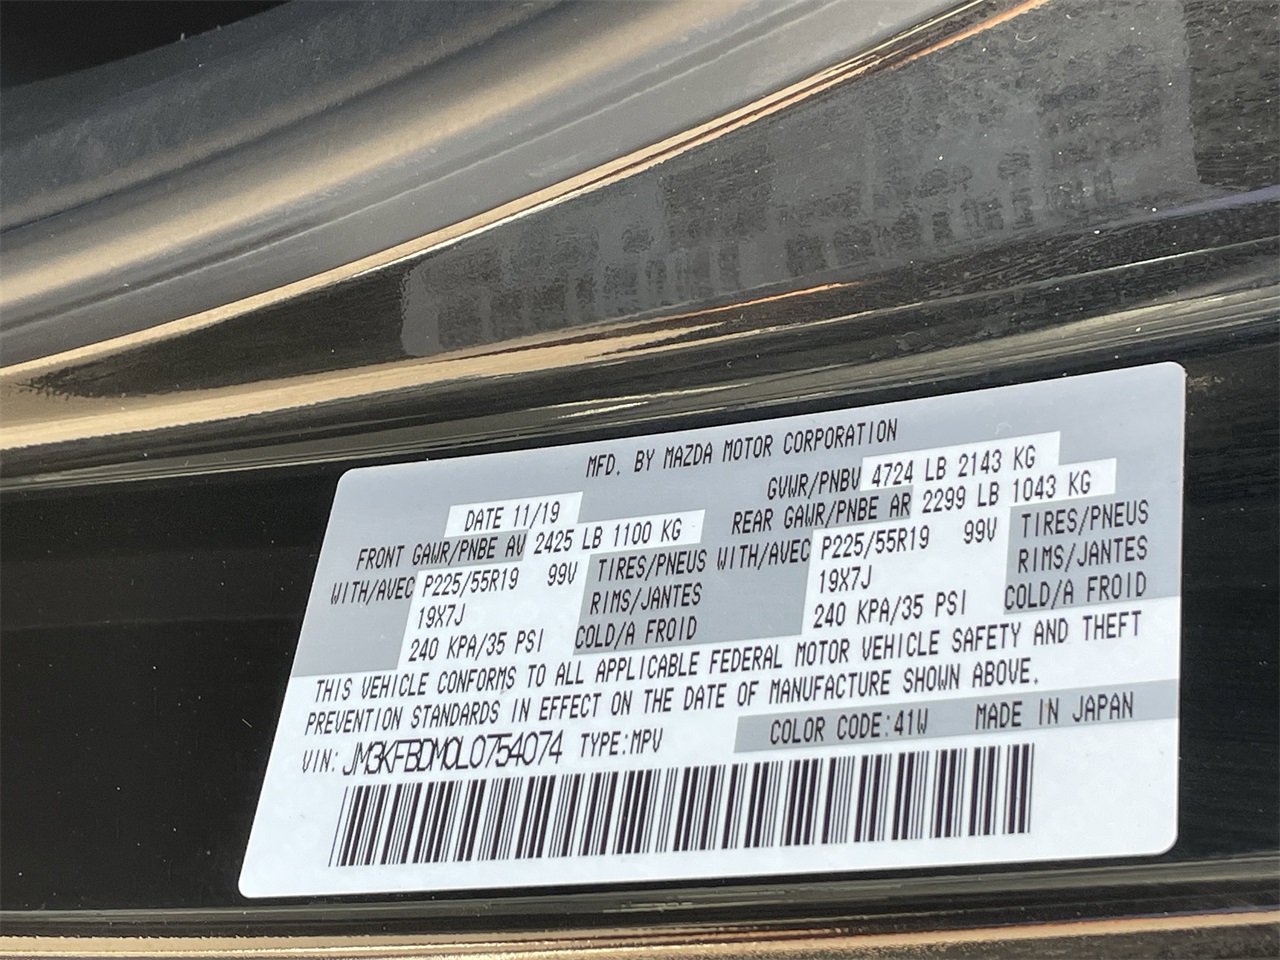 MFD. BY MAZDA MOTOR CORPORATION
DATE 11/19 GVWR/PNBV 4724 LB 2143 KG
FRONT GAWR/PNBE AV 2425 LB 1100 KG REAR GAWR/PNBE AR 2299 LB 1043 KG
WITH/AVEC P225/55R19 99V TIRES/PNEUS WITH/AVEC P225/55R19 99V TIRES/PNEUS
19X7J RIMS/JANTES 19X7J RIMS/JANTES
240 KPA/35 PSI COLD/A FROID 240 KPA/35 PSI COLD/A FROID
THIS VEHICLE CONFORMS TO ALL APPLICABLE FEDERAL MOTOR VEHICLE SAFETY AND THEFT
PREVENTION STANDARDS IN EFFECT ON THE DATE OF MANUFACTURE SHOWN ABOVE.
COLOR CODE:41W MADE IN JAPAN
VIN: JM3KFBDM0L0754074 TYPE:MPV